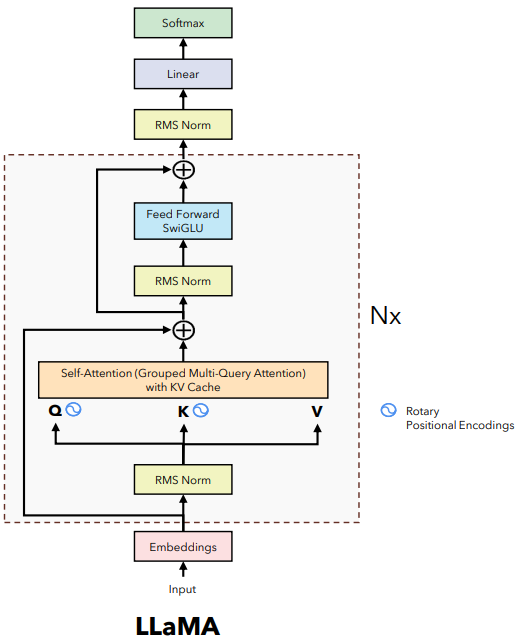 Softmax
Linear
RMS Norm
Feed Forward
SwiGLU
RMS Norm
Nx
Self-Attention (Grouped Multi-Query Attention)
with KV Cache
Q K V
Rotary
Positional Encodings
RMS Norm
Embeddings
Input
LLaMA